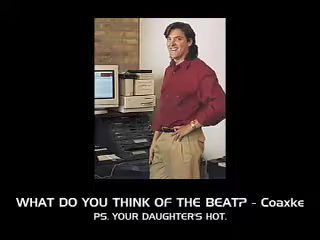 WHAT DO YOU THINK OF THE BEAT? - Coaxke
PS. YOUR DAUGHTER'S HOT.